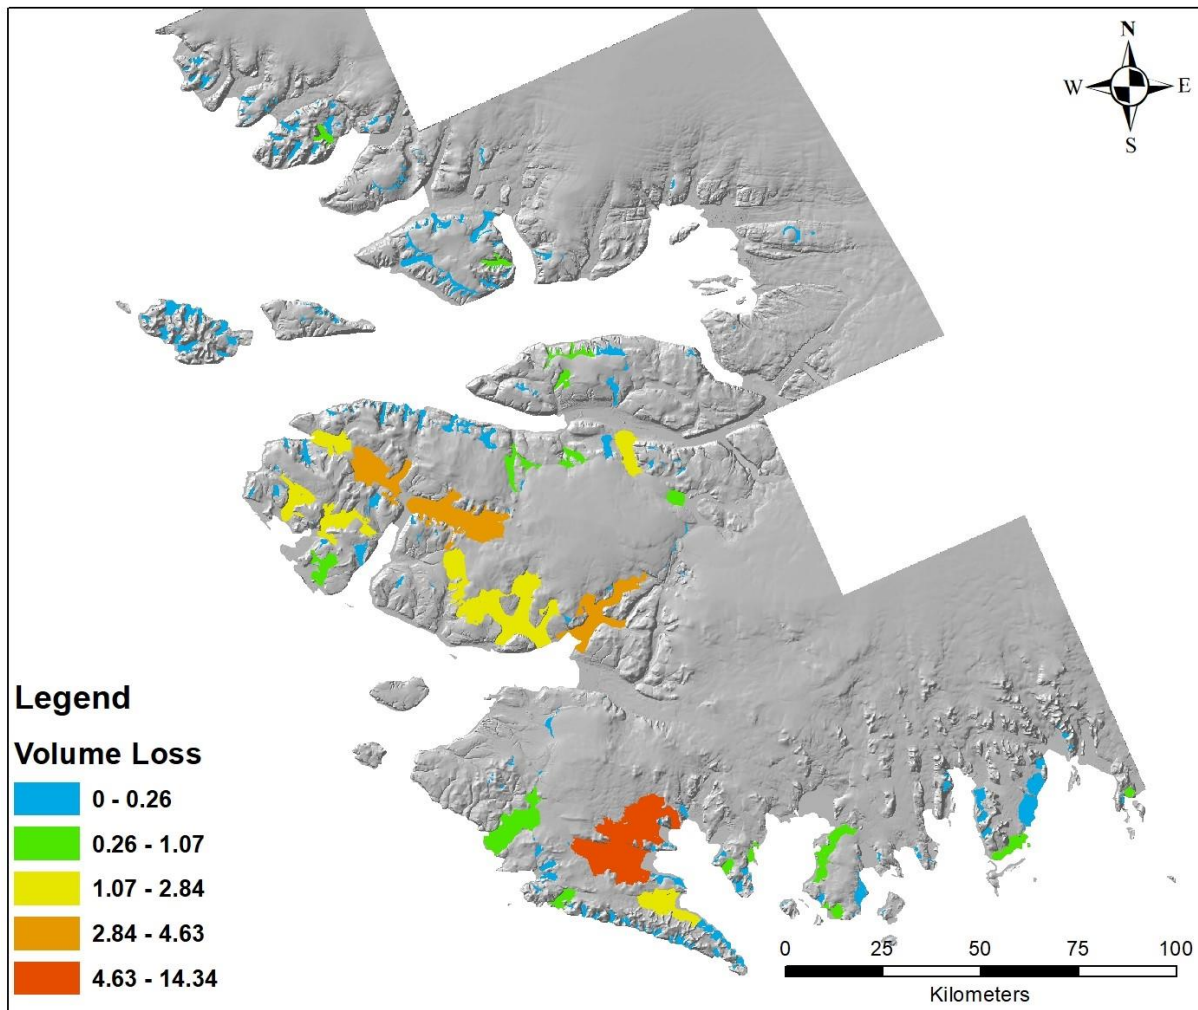 N
W E
S
Legend
Volume Loss
0 - 0.26
0.26 - 1.07
1.07 - 2.84
2.84 - 4.63
4.63 - 14.34
0 25 50 75 100
Kilometers